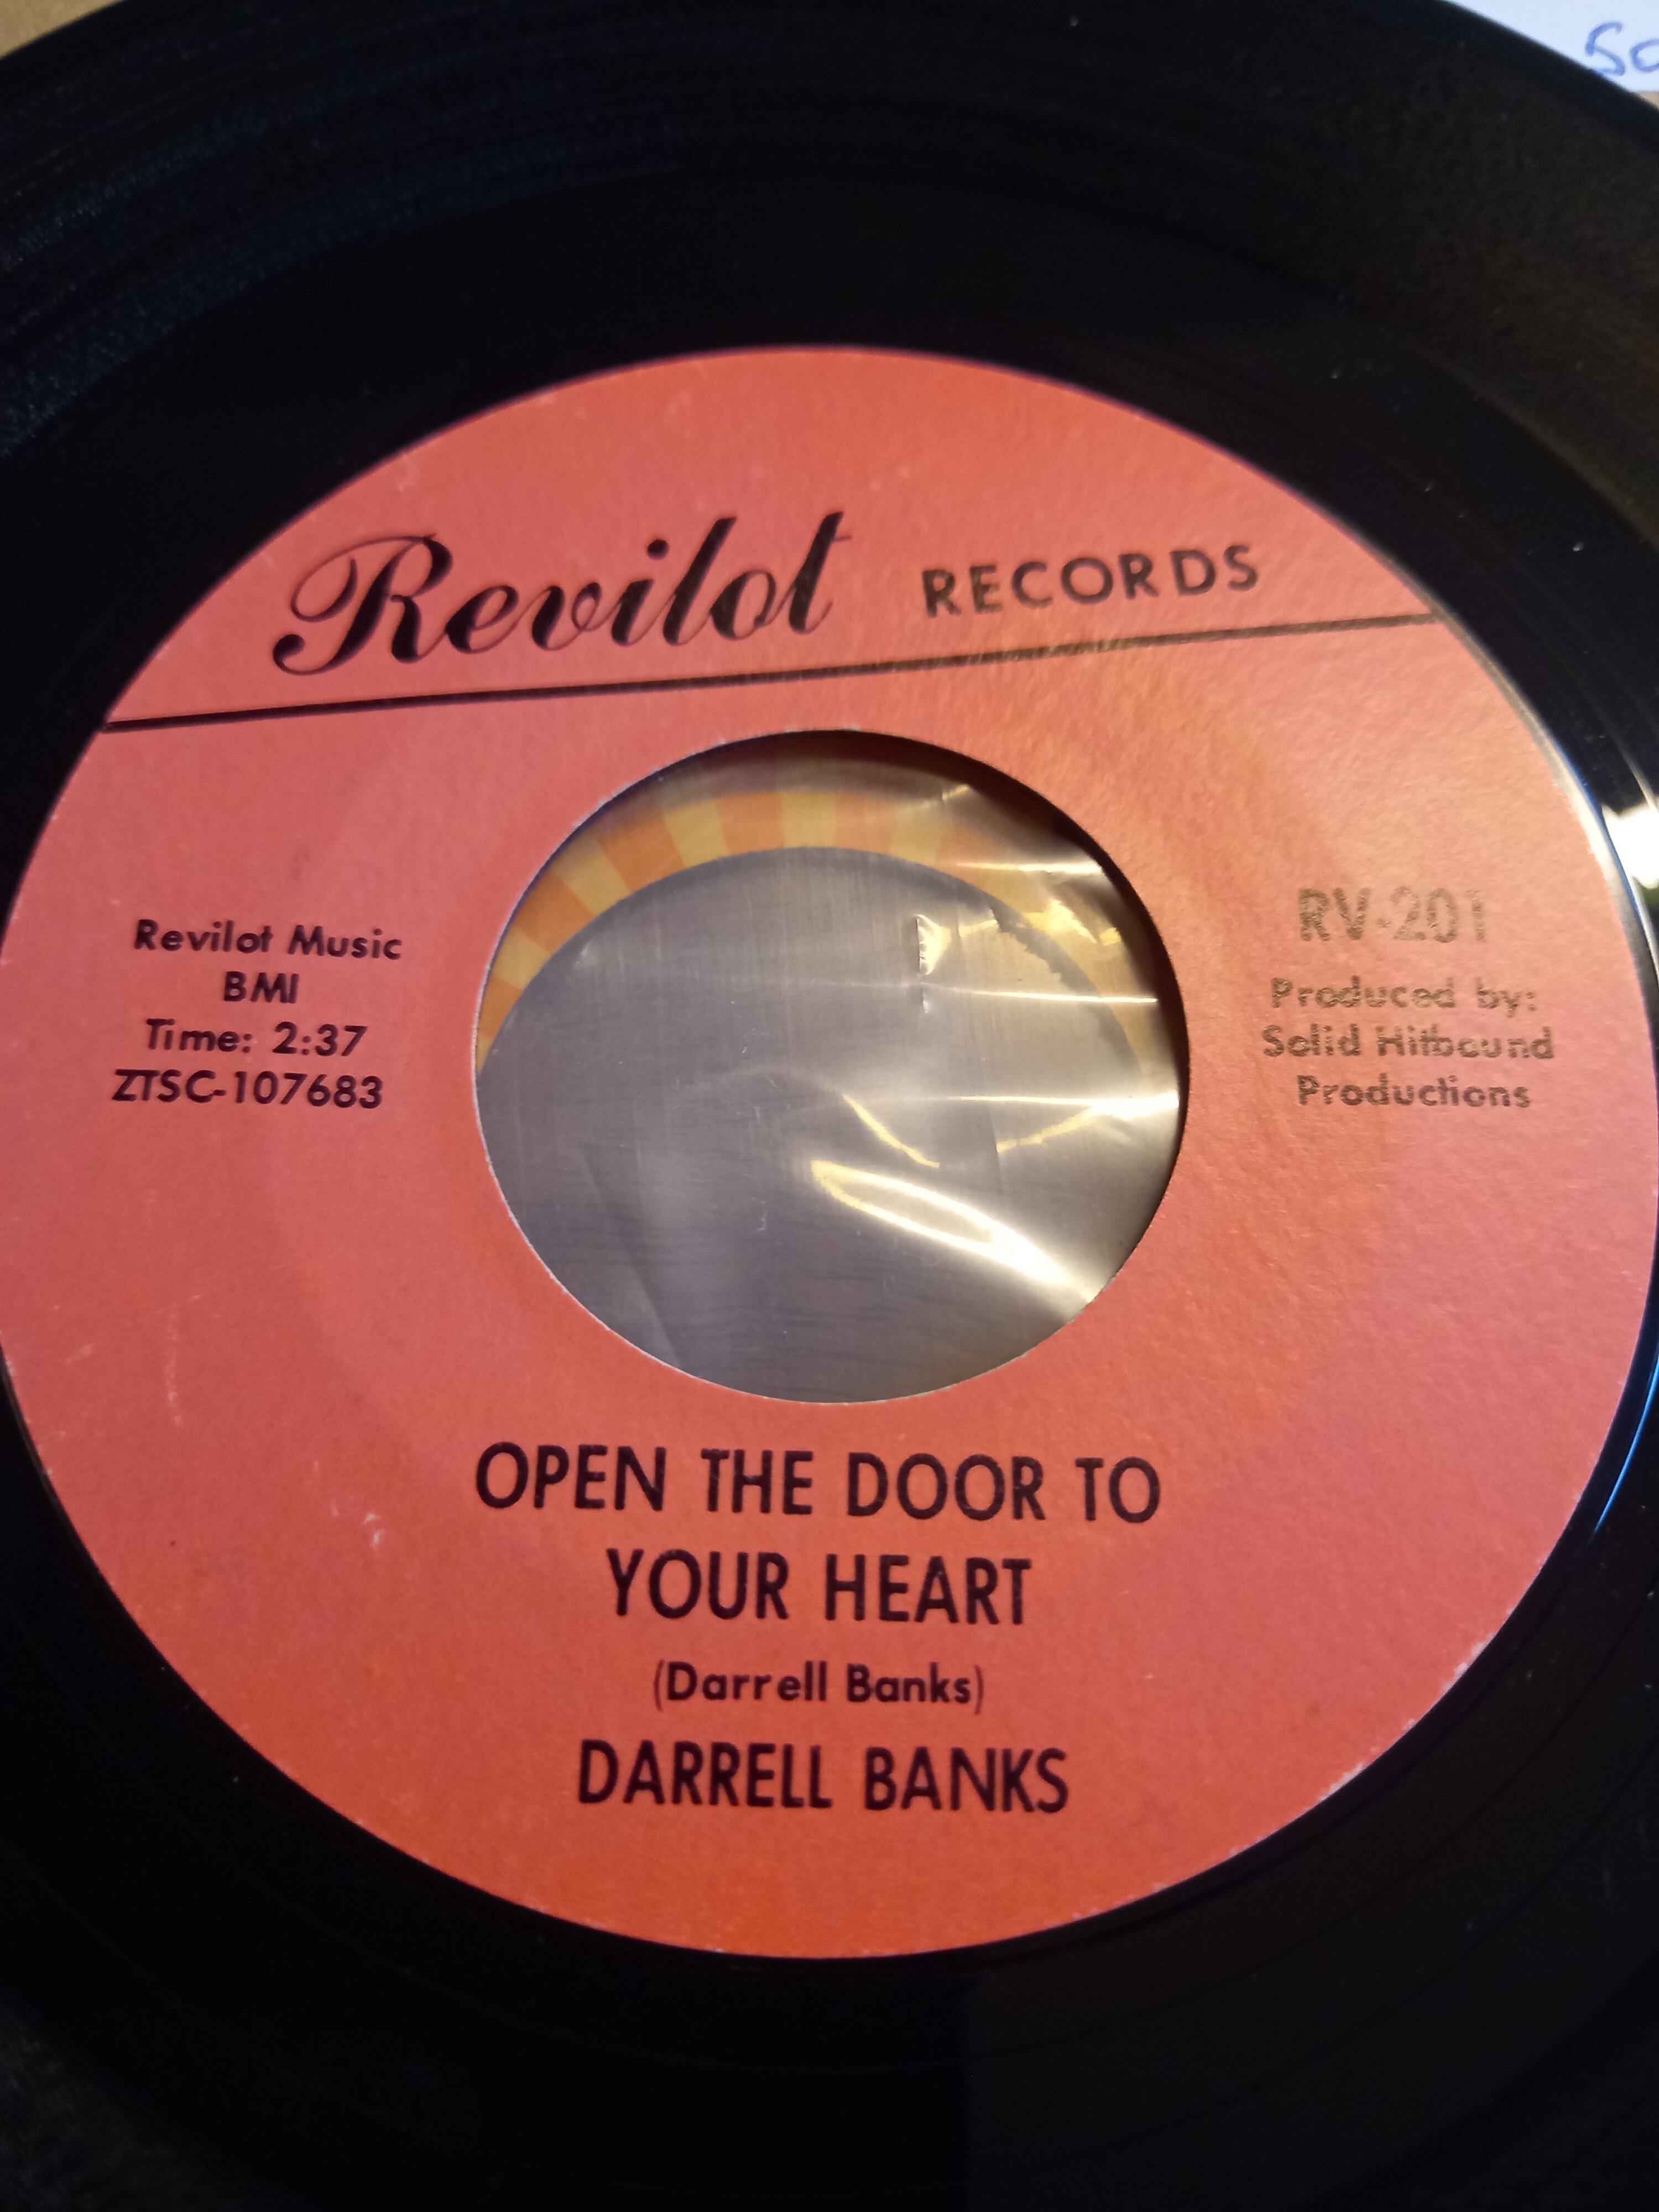 Revilot RECORDS
Revilot Music
BMI
Time: 2:37
ZTSC-107683
RV-201
Produced by:
Solid Hitbound
Productions
OPEN THE DOOR TO
YOUR HEART
(Darrell Banks)
DARRELL BANKS